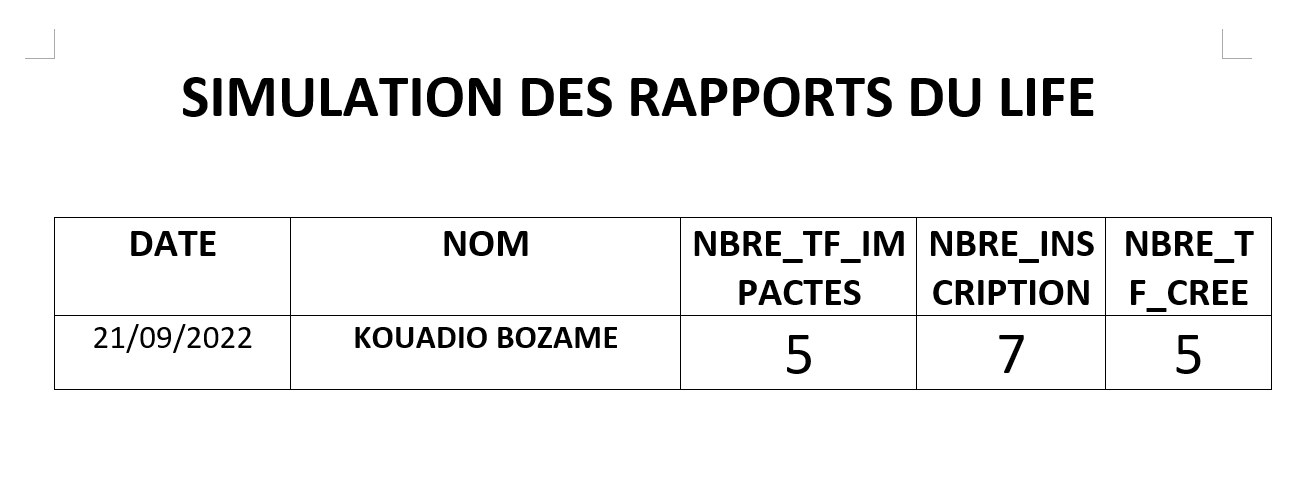 SIMULATION DES RAPPORTS DU LIFE
DATE NOM NBRE_TF_IM NBRE_INS NBRE_T
PACTES CRIPTION F_CREE
21/09/2022 KOUADIO BOZAME 5 7 5